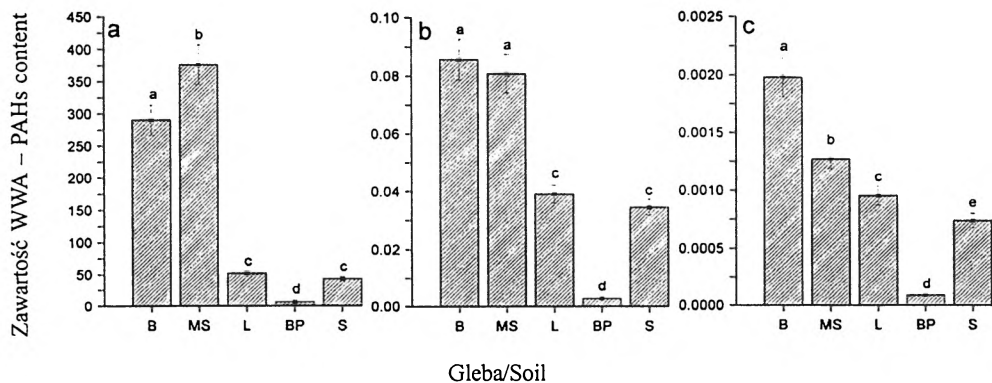 Zawartość WWA – PAHs content
a
450
400
350
300
250
200
150
100
50
0
a
b
c
d
c
B MS L BP S
b
0.10
0.08
0.06
0.04
0.02
0.00
a
a
c
d
c
B MS L BP S
c
0.0025
0.0020
0.0015
0.0010
0.0005
0.0000
a
b
c
d
e
B MS L BP S
Gleba/Soil